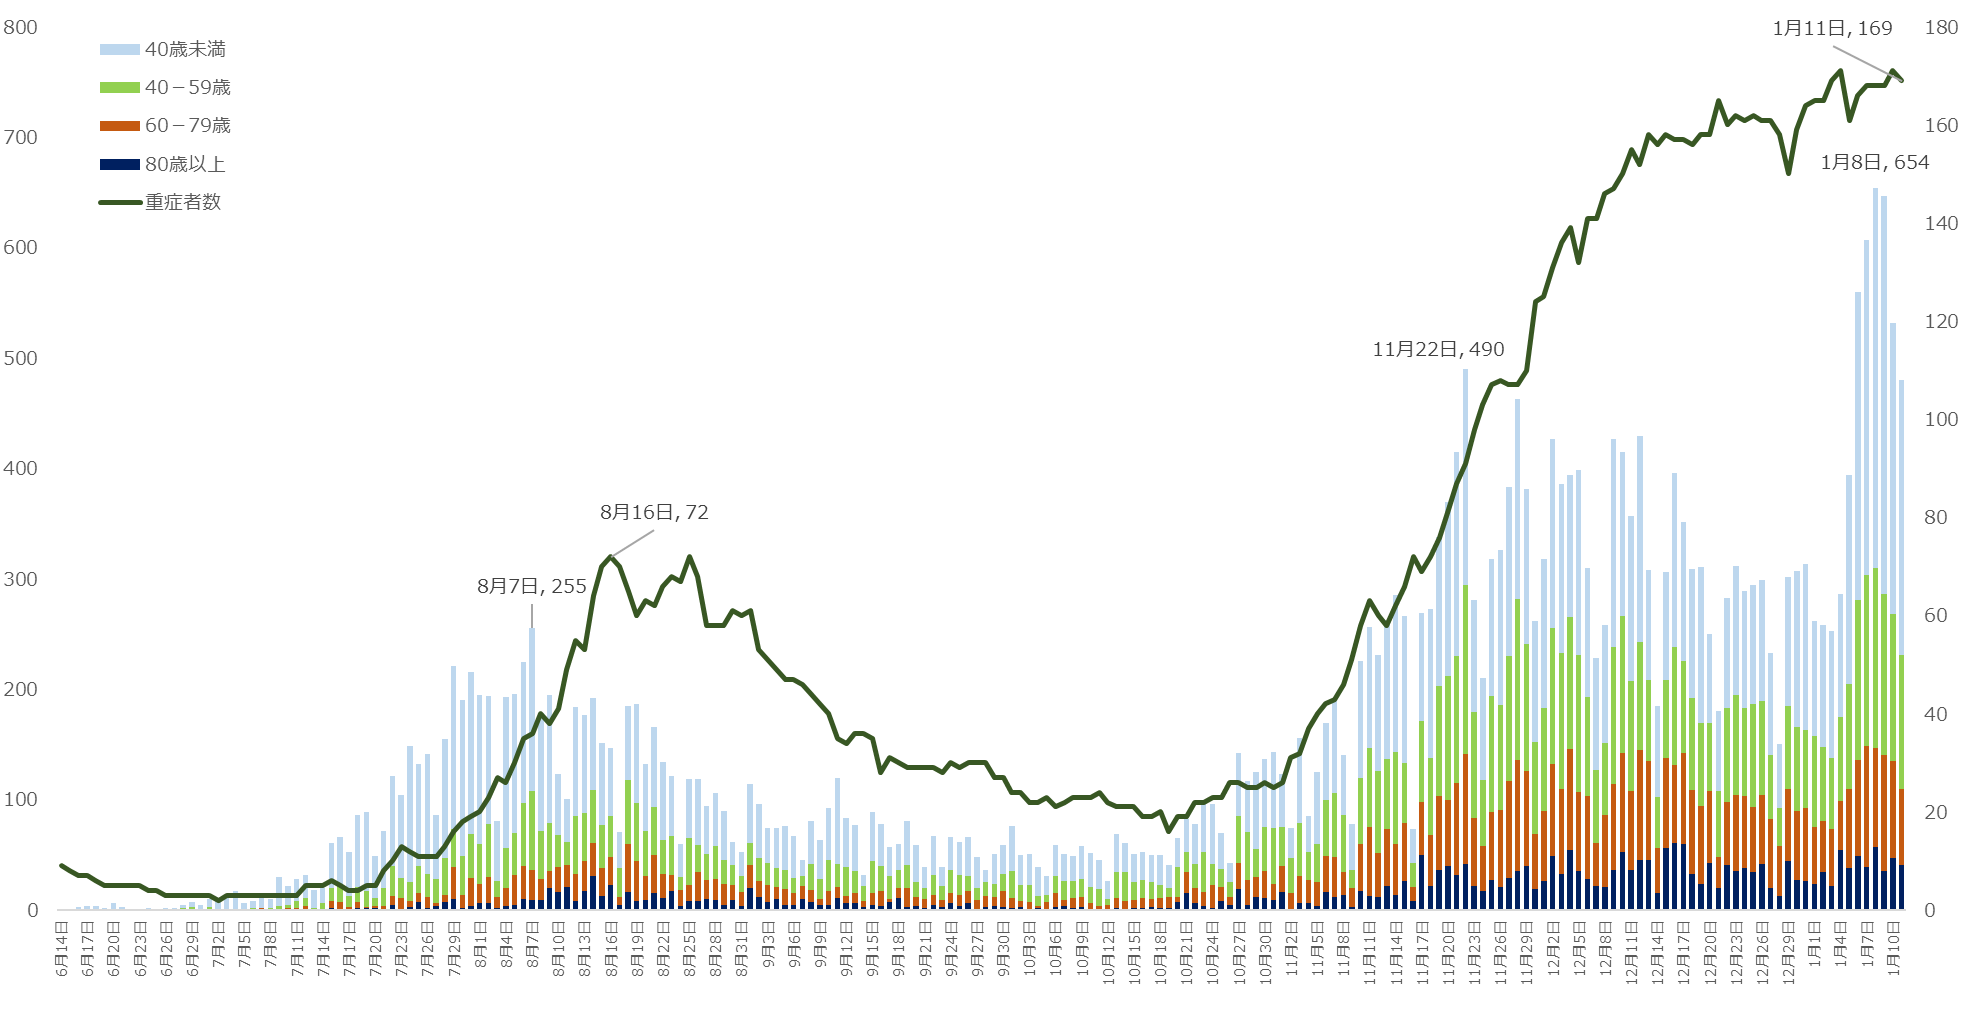 800
700
600
500
400
300
200
100
0
40歳未満
40－59歳
60－79歳
80歳以上
重症者数
8月7日, 255
8月16日, 72
11月22日, 490
1月11日, 169
1月8日, 654
180
160
140
120
100
80
60
40
20
0
6月14日
6月17日
6月20日
6月23日
6月26日
6月29日
7月2日
7月5日
7月8日
7月11日
7月14日
7月17日
7月20日
7月23日
7月26日
7月29日
8月1日
8月4日
8月7日
8月10日
8月13日
8月16日
8月19日
8月22日
8月25日
8月28日
8月31日
9月3日
9月6日
9月9日
9月12日
9月15日
9月18日
9月21日
9月24日
9月27日
9月30日
10月3日
10月6日
10月9日
10月12日
10月15日
10月18日
10月21日
10月24日
10月27日
10月30日
11月2日
11月5日
11月8日
11月11日
11月14日
11月17日
11月20日
11月23日
11月26日
11月29日
12月2日
12月5日
12月8日
12月11日
12月14日
12月17日
12月20日
12月23日
12月26日
12月29日
1月1日
1月4日
1月7日
1月10日